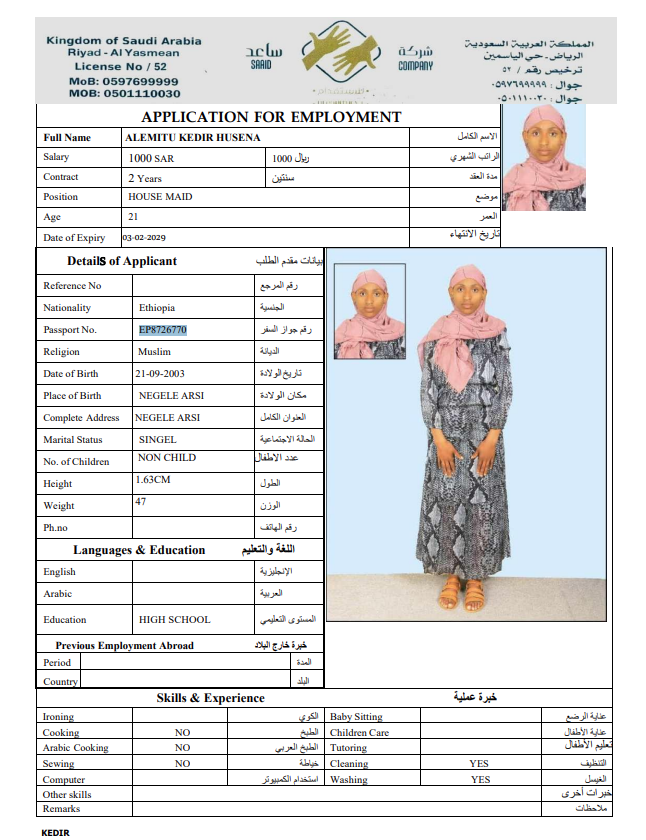 Kingdom of Saudi Arabia
Riyad - Al Yasmean
License No / 52
MoB: 0597699999
MOB: 0501110030
ساعد
SAAID
شركة
COMPANY
للاستقدام
المملكة العربية السعودية
الرياض - حي الياسمين
ترخيص رقم / ٥٢
جوال : ٠٥٩٧٦٩٩٩٩٩
جوال : ٠٥٠١١١٠٠٣٠
APPLICATION FOR EMPLOYMENT
Full Name ALEMITU KEDIR HUSENA الاسم الكامل
Salary 1000 SAR 1000 ريال الراتب الشهري
Contract 2 Years سنتين مدة العقد
Position HOUSE MAID موضع
Age 21 العمر
Date of Expiry 03-02-2029 تاريخ الانتهاء
Details of Applicant بيانات مقدم الطلب
Reference No رقم المرجع
Nationality Ethiopia الجنسية
Passport No. EP8726770 رقم جواز السفر
Religion Muslim الديانة
Date of Birth 21-09-2003 تاريخ الولادة
Place of Birth NEGELE ARSI مكان الولادة
Complete Address NEGELE ARSI العنوان الكامل
Marital Status SINGEL الحالة الاجتماعية
No. of Children NON CHILD عدد الاطفال
Height 1.63CM الطول
Weight 47 الوزن
Ph.no رقم الهاتف
Languages & Education اللغة والتعليم
English الإنجليزية
Arabic العربية
Education HIGH SCHOOL المستوى التعليمي
Previous Employment Abroad خبرة خارج البلاد
Period المدة
Country البلد
Skills & Experience خبرة عملية
Ironing الكوي Baby Sitting عناية الرضع
Cooking NO الطبخ Children Care عناية الأطفال
Arabic Cooking NO الطبخ العربي Tutoring تعليم الأطفال
Sewing NO خياطة Cleaning YES التنظيف
Computer استخدام الكمبيوتر Washing YES الغيسل
Other skills خبرات أخرى
Remarks ملاحظات
KEDIR